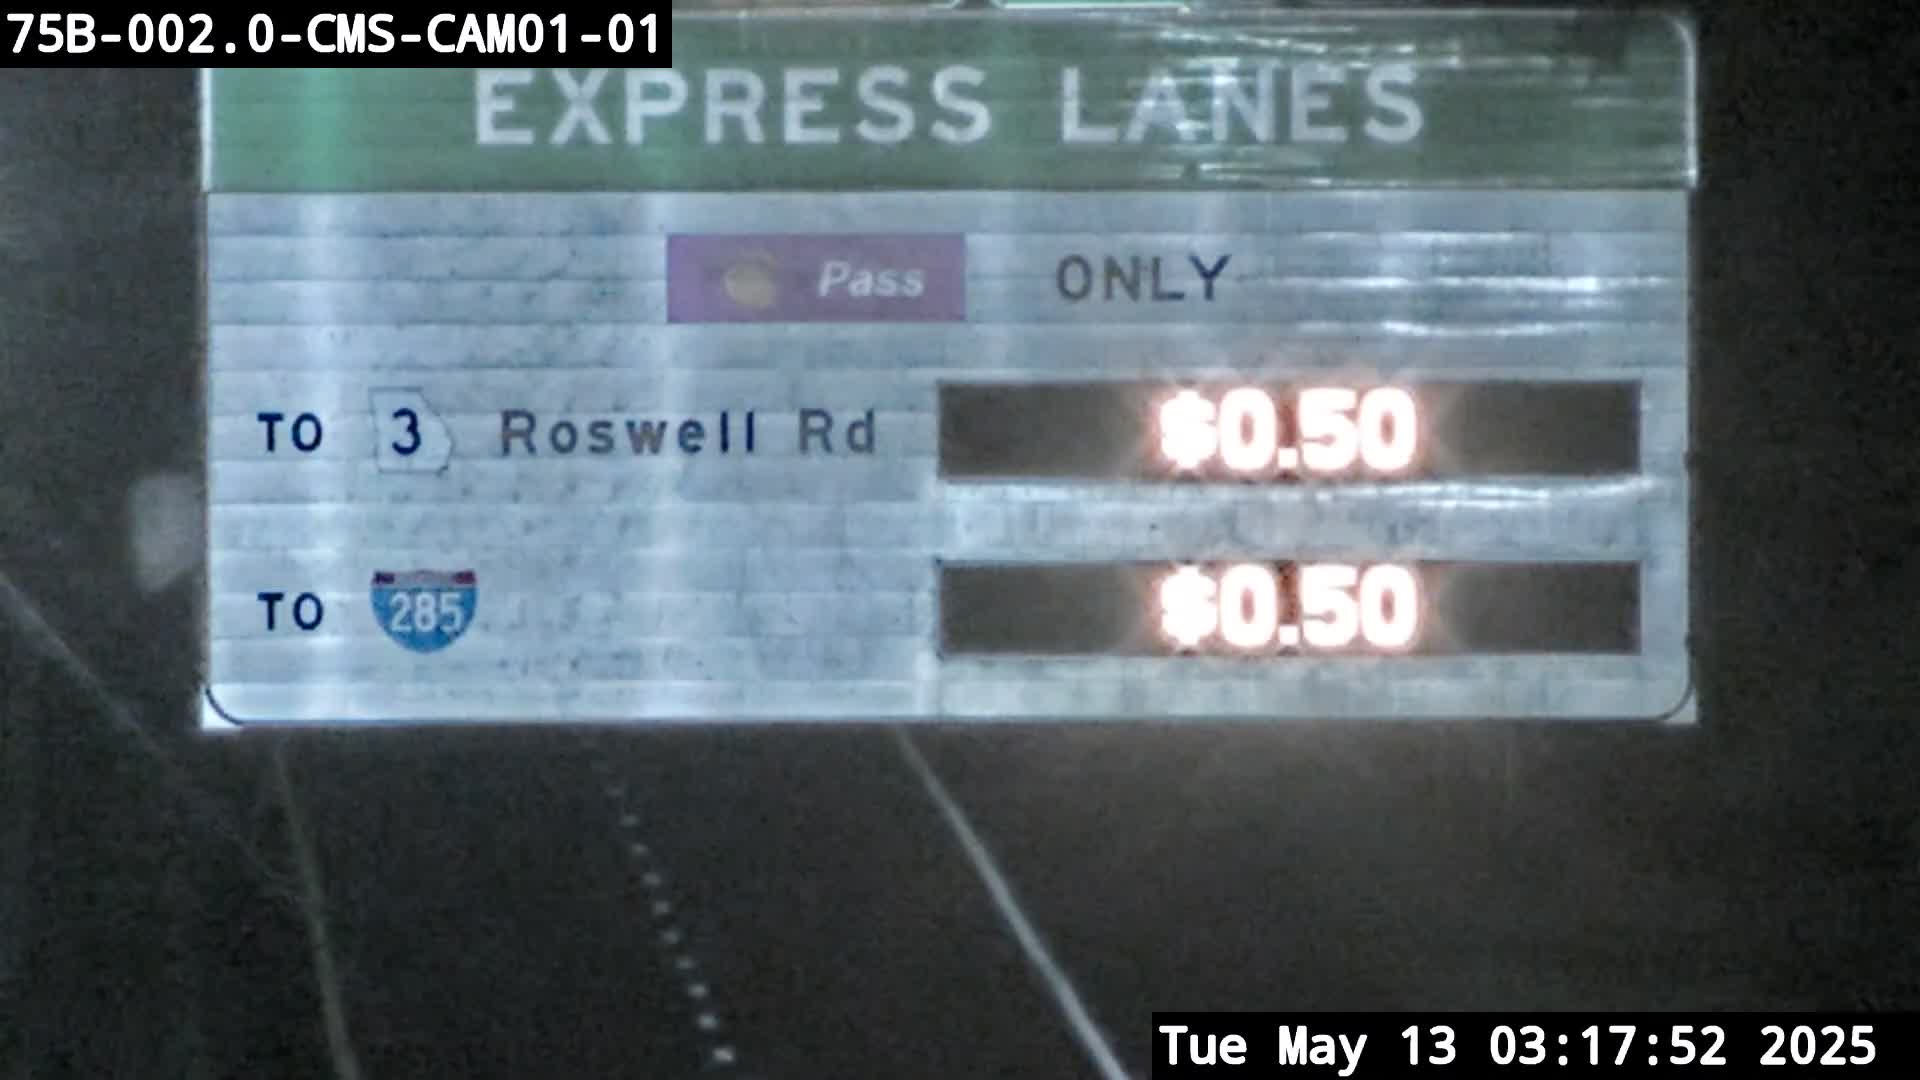 75B-002.0-CMS-CAM01-01
EXPRESS LANES
Pass ONLY
TO 3 Roswell Rd $0.50
TO 285 $0.50
Tue May 13 03:17:52 2025